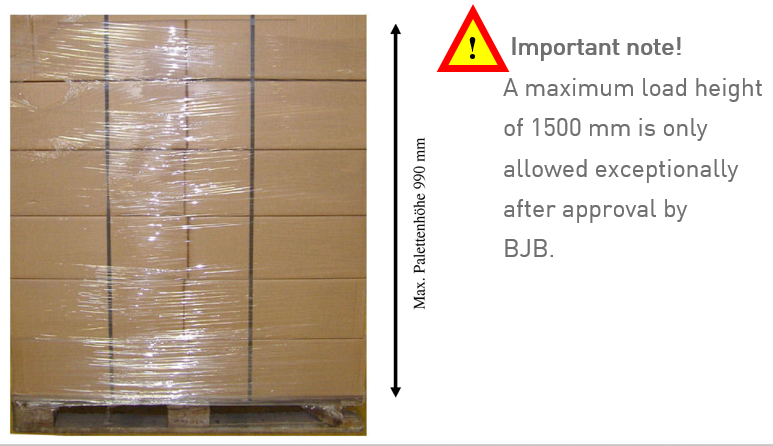 Max. Palettenhöhe 990 mm
!
Important note!
A maximum load height
of 1500 mm is only
allowed exceptionally
after approval by
BJB.